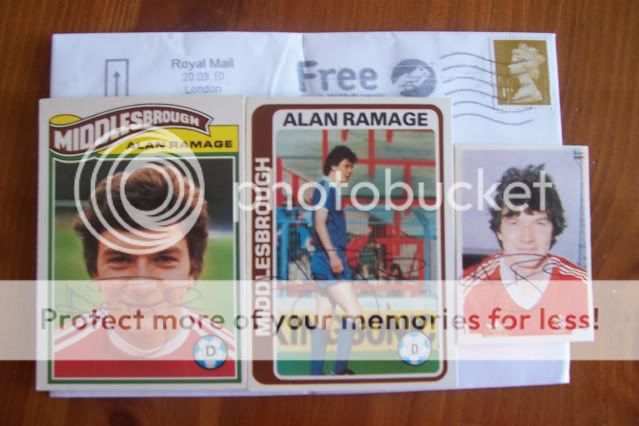 Royal Mail
20.09.10
London
Free
1st
MIDDLESBROUGH
ALAN RAMAGE
D
ALAN RAMAGE
MIDDLESBROUGH
D
photobucket
Protect more of your memories for less!